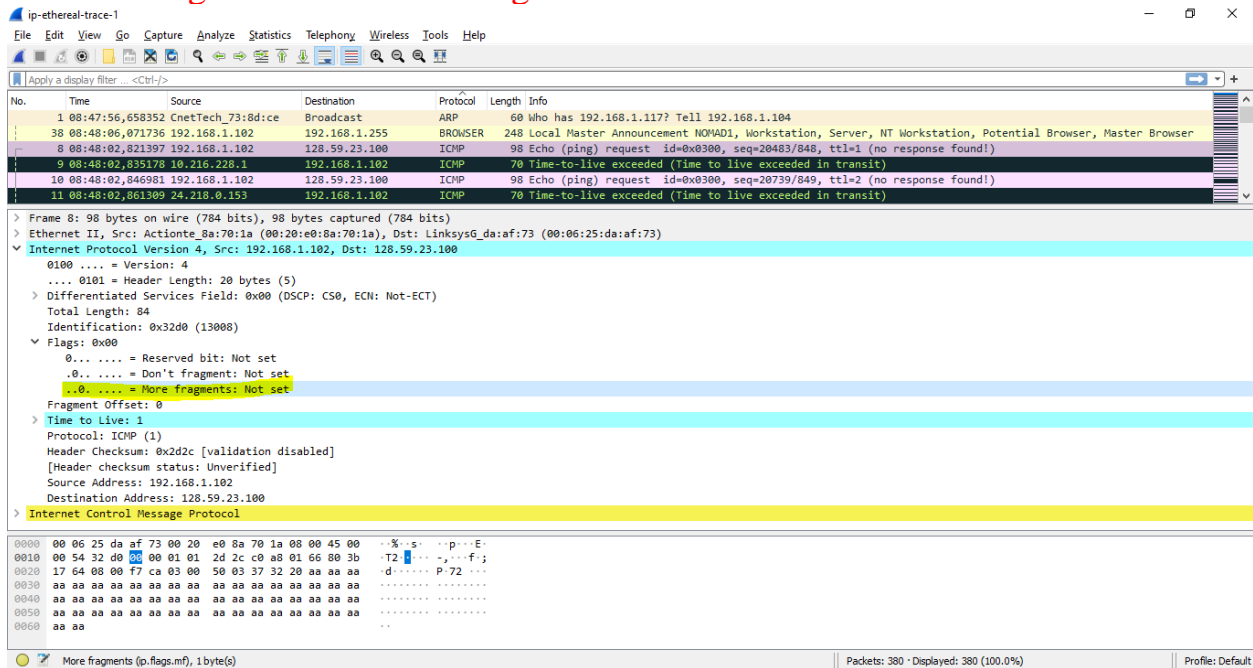 ip-ethereal-trace-1
File Edit View Go Capture Analyze Statistics Telephony Wireless Tools Help
Apply a display filter ... <Ctrl-/>
No. Time Source Destination Protocol Length Info
1 08:47:56,658352 CnetTech_73:8d:ce Broadcast ARP 60 Who has 192.168.1.117? Tell 192.168.1.104
38 08:48:06,071736 192.168.1.102 192.168.1.255 BROWSER 248 Local Master Announcement NOMAD1, Workstation, Server, NT Workstation, Potential Browser, Master Browser
8 08:48:02,821397 192.168.1.102 128.59.23.100 ICMP 98 Echo (ping) request id=0x0300, seq=20483/848, ttl=1 (no response found!)
9 08:48:02,835178 10.216.228.1 192.168.1.102 ICMP 70 Time-to-live exceeded (Time to live exceeded in transit)
10 08:48:02,846981 192.168.1.102 128.59.23.100 ICMP 98 Echo (ping) request id=0x0300, seq=20739/849, ttl=2 (no response found!)
11 08:48:02,861309 24.218.0.153 192.168.1.102 ICMP 70 Time-to-live exceeded (Time to live exceeded in transit)
> Frame 8: 98 bytes on wire (784 bits), 98 bytes captured (784 bits)
> Ethernet II, Src: Actionte_8a:70:1a (00:20:e0:8a:70:1a), Dst: LinksysG_da:af:73 (00:06:25:da:af:73)
Internet Protocol Version 4, Src: 192.168.1.102, Dst: 128.59.23.100
0100 .... = Version: 4
.... 0101 = Header Length: 20 bytes (5)
> Differentiated Services Field: 0x00 (DSCP: CS0, ECN: Not-ECT)
Total Length: 84
Identification: 0x32d0 (13008)
Flags: 0x00
0... .... = Reserved bit: Not set
.0.. .... = Don't fragment: Not set
..0. .... = More fragments: Not set
Fragment Offset: 0
> Time to Live: 1
Protocol: ICMP (1)
Header Checksum: 0x2d2c [validation disabled]
[Header checksum status: Unverified]
Source Address: 192.168.1.102
Destination Address: 128.59.23.100
> Internet Control Message Protocol
0000 00 06 25 da af 73 00 20 e0 8a 70 1a 08 00 45 00 ··%··s· ··p···E·
0010 00 54 32 d0 00 00 01 01 2d 2c c0 a8 01 66 80 3b ·T2····· -,···f·;
0020 17 64 08 00 f7 ca 03 00 50 03 37 32 20 aa aa aa ·d······ P·72 ···
0030 aa aa aa aa aa aa aa aa aa aa aa aa aa aa aa aa ········ ········
0040 aa aa aa aa aa aa aa aa aa aa aa aa aa aa aa aa ········ ········
0050 aa aa aa aa aa aa aa aa aa aa aa aa aa aa aa aa ········ ········
0060 aa aa ··
More fragments (ip.flags.mf), 1 byte(s) Packets: 380 · Displayed: 380 (100.0%) Profile: Default